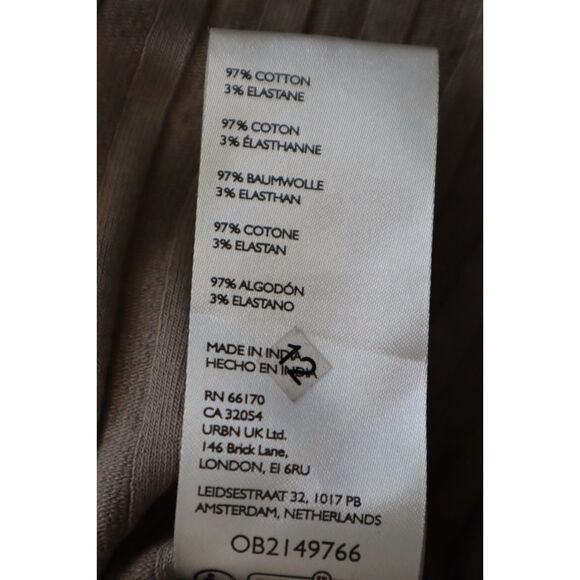 97% COTTON
3% ELASTANE
97% COTON
3% ÉLASTHANNE
97% BAUMWOLLE
3% ELASTHAN
97% COTONE
3% ELASTAN
97% ALGODÓN
3% ELASTANO
MADE IN INDIA
HECHO EN INDIA
RN 66170
CA 32054
URBN UK Ltd.
146 Brick Lane,
LONDON, E1 6RU
LEIDSESTRAAT 32, 1017 PB
AMSTERDAM, NETHERLANDS
OB2149766